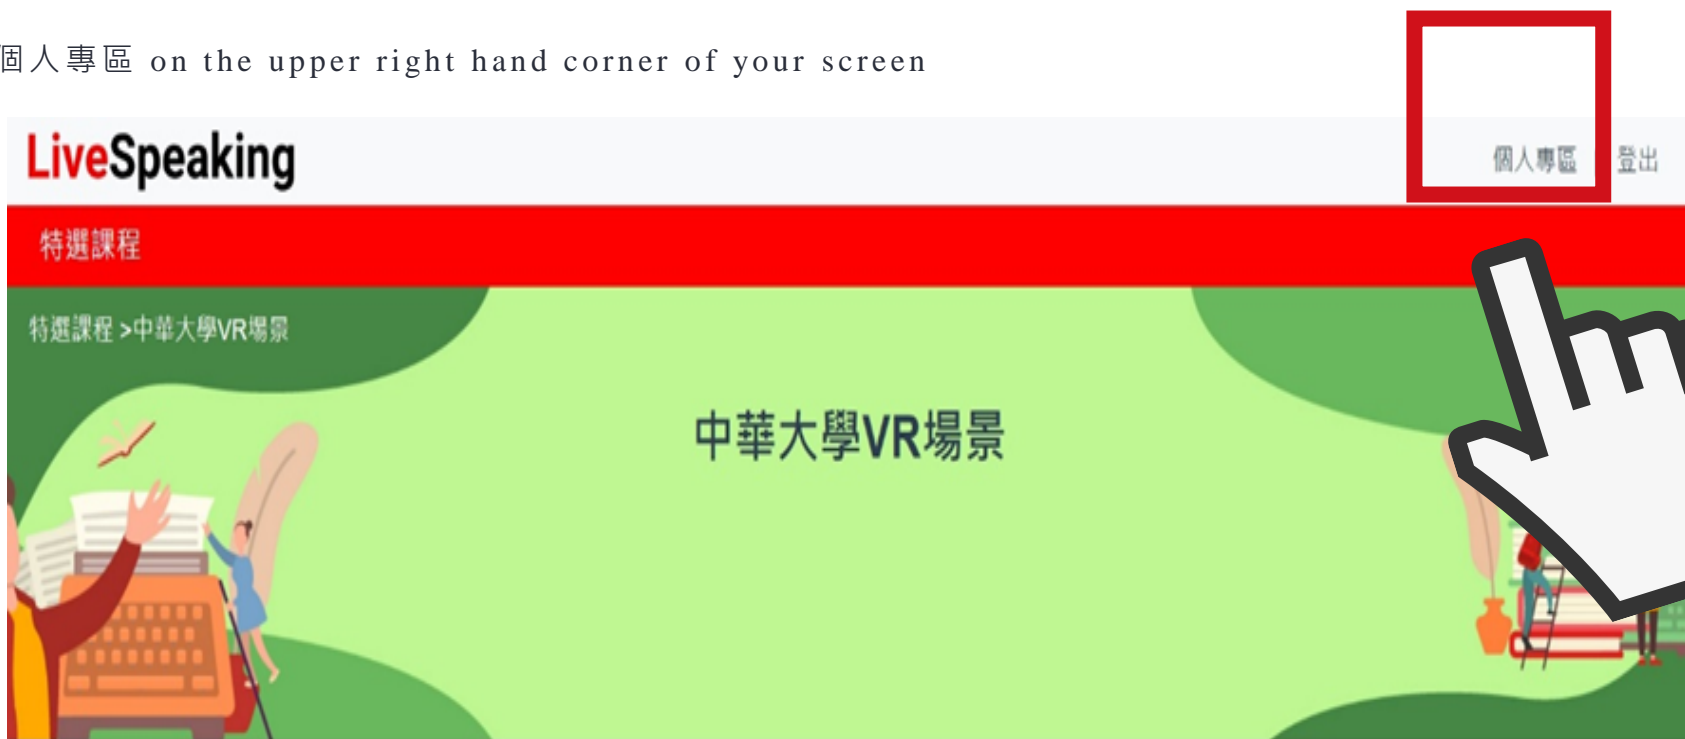 個人專區 on the upper right hand corner of your screen
LiveSpeaking
個人專區 登出
特選課程
特選課程 >中華大學VR場景
中華大學VR場景